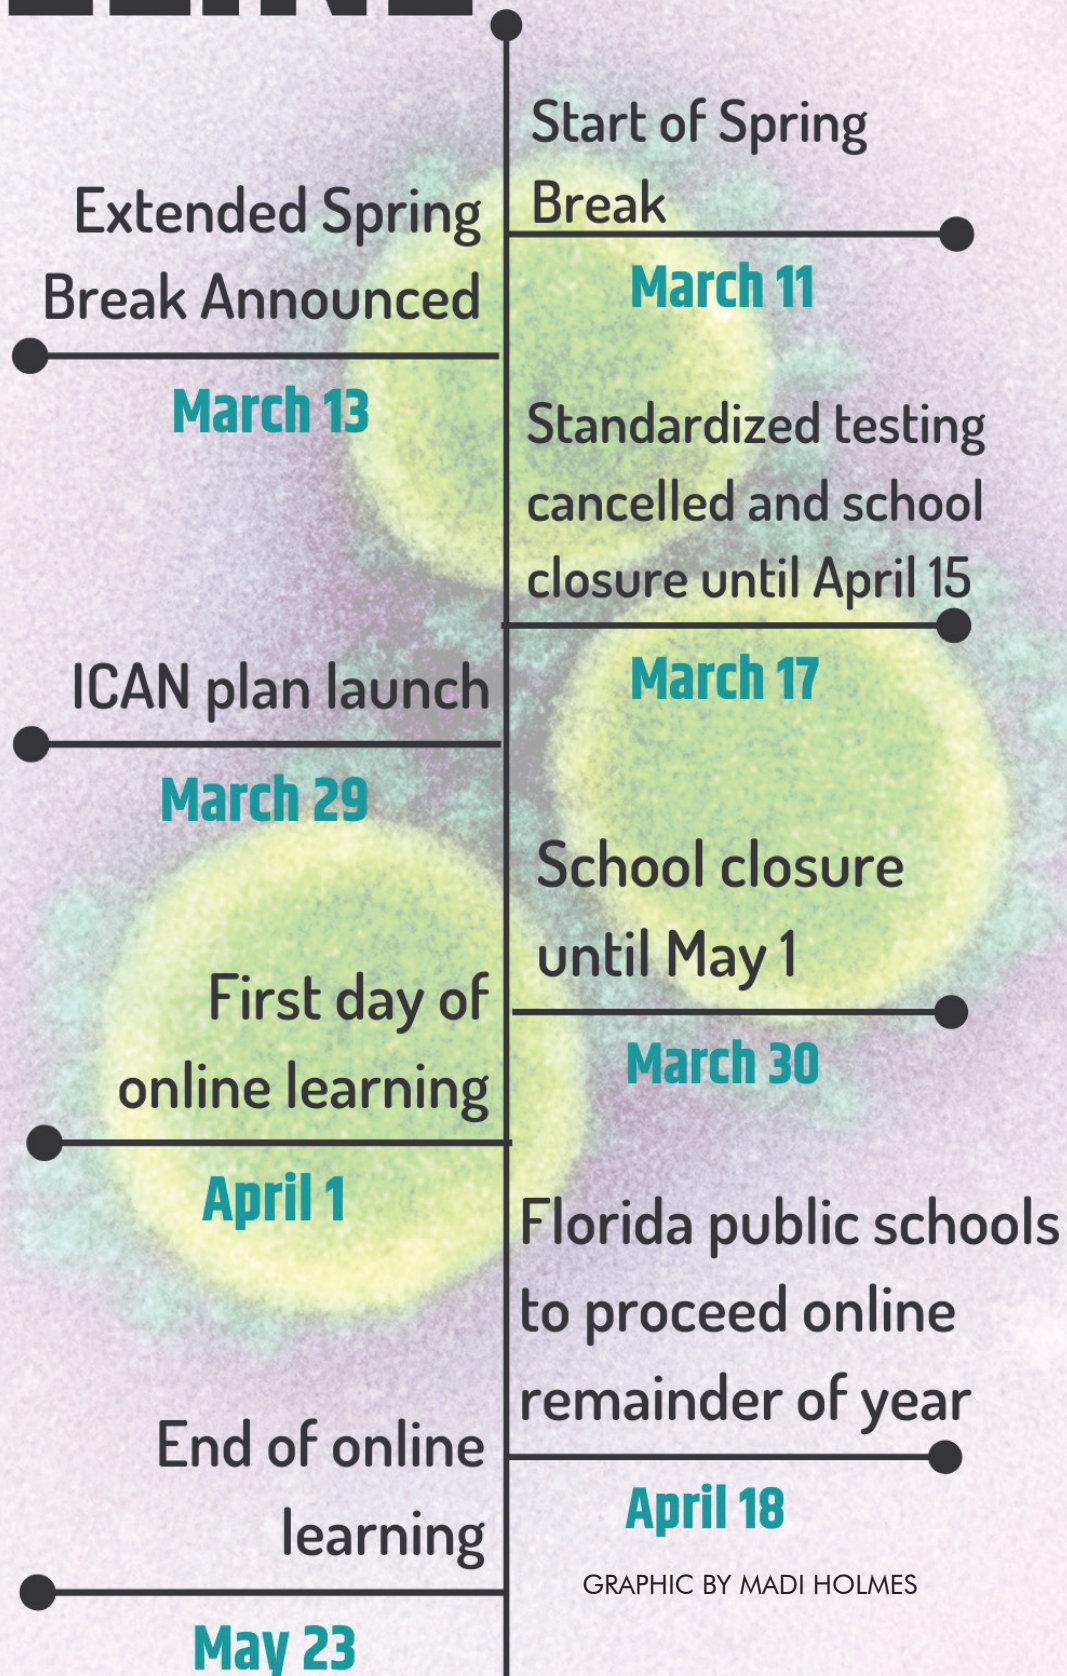 Start of Spring
Break
March 11
Extended Spring
Break Announced
March 13
Standardized testing
cancelled and school
closure until April 15
March 17
ICAN plan launch
March 29
School closure
until May 1
March 30
First day of
online learning
April 1
Florida public schools
to proceed online
remainder of year
April 18
End of online
learning
May 23
GRAPHIC BY MADI HOLMES